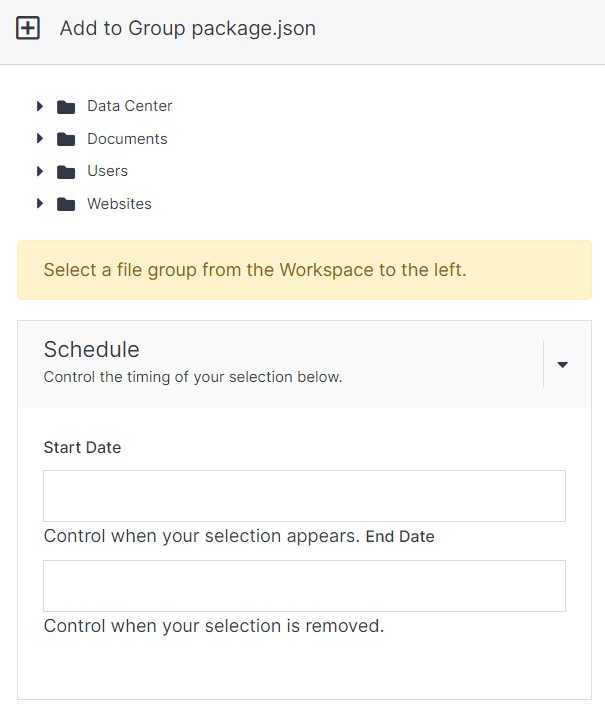 Add to Group package.json
Data Center
Documents
Users
Websites
Select a file group from the Workspace to the left.
Schedule
Control the timing of your selection below.
Start Date
Control when your selection appears. End Date
Control when your selection is removed.